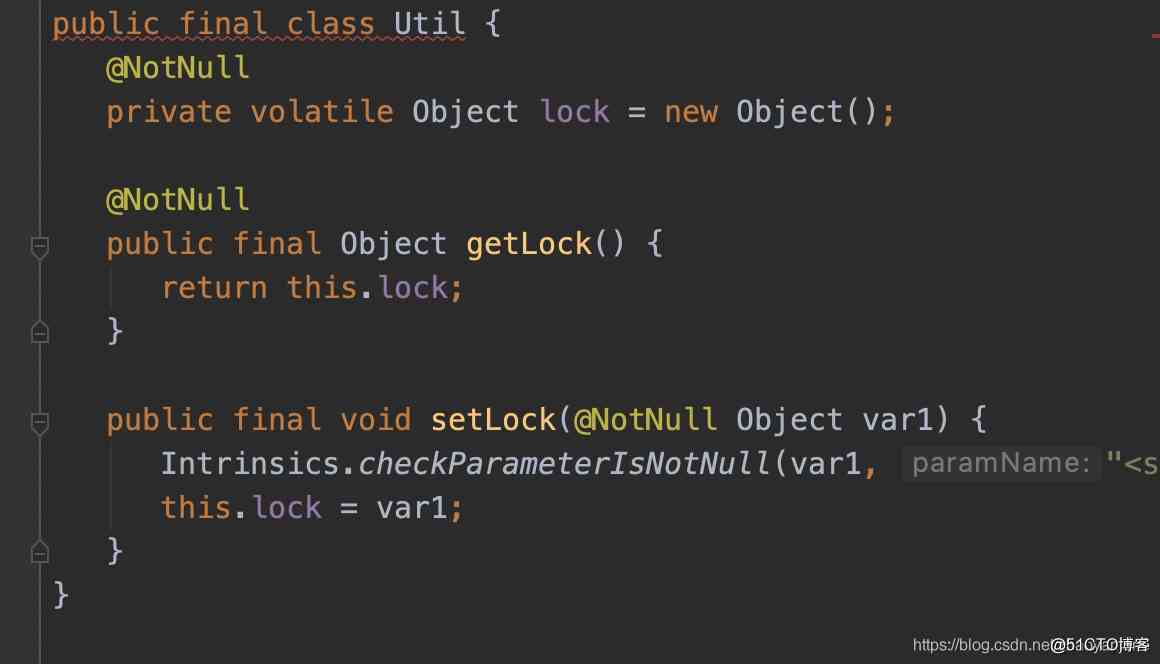 public final class Util {
@NotNull
private volatile Object lock = new Object();
@NotNull
public final Object getLock() {
return this.lock;
}
public final void setLock(@NotNull Object var1) {
Intrinsics.checkParameterIsNotNull(var1, paramName: "<s
this.lock = var1;
}
}
https://blog.csdn.net @51CTO博客